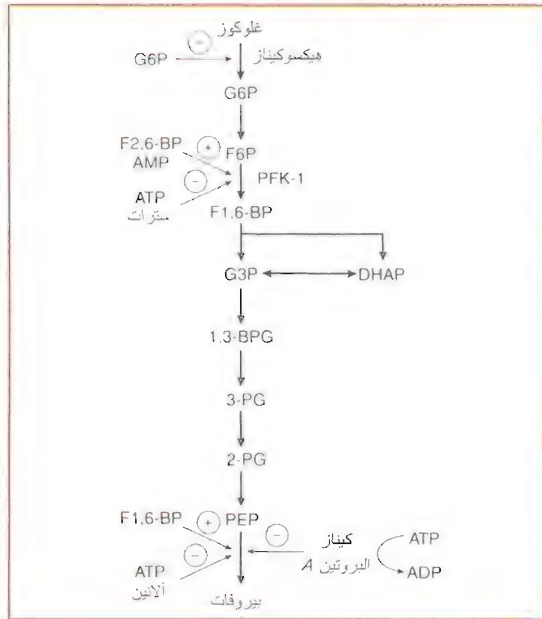 غلوكوز
G6P − هيكسوكيناز
G6P
F2,6-BP + F6P
AMP
PFK-1
ATP −
سترات
F1,6-BP
G3P DHAP
1,3-BPG
3-PG
2-PG
F1,6-BP + PEP −
كيناز ATP
البروتين A
ATP − ADP
آلانين
بيروفات